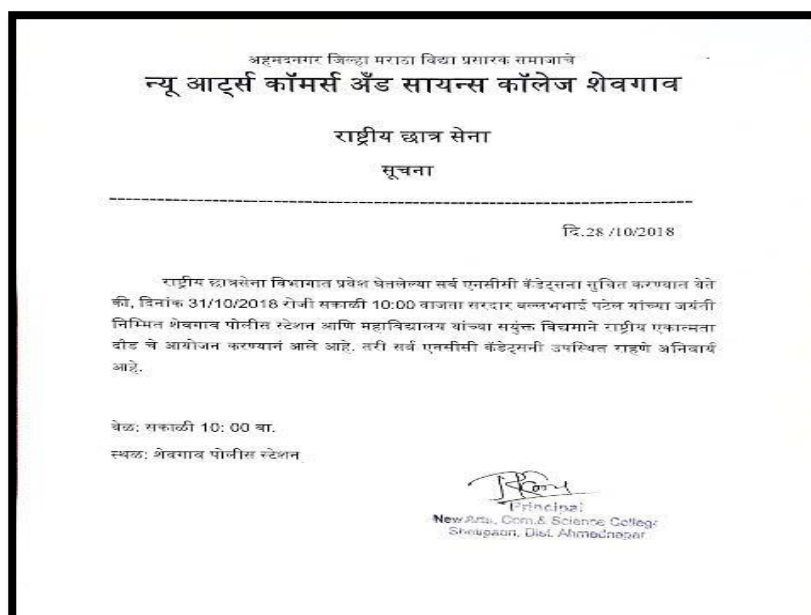 अहमदनगर जिल्हा मराठा विद्या प्रसारक समाजाचे
न्यू आर्ट्स कॉमर्स अँड सायन्स कॉलेज शेवगाव
राष्ट्रीय छात्र सेना
सूचना
दि.28 /10/2018
राष्ट्रीय छात्रसेना विभागात प्रवेश घेतलेल्या सर्व एनसीसी कॅडेट्सना सुचित करण्यात येते
की, दिनांक 31/10/2018 रोजी सकाळी 10:00 वाजता सरदार वल्लभभाई पटेल यांच्या जयंती
निम्मित शेवगाव पोलीस स्टेशन आणि महाविद्यालय यांच्या सयुंक्त विद्यमाने राष्ट्रीय एकात्मता
दौड चे आयोजन करण्यातं आले आहे. तरी सर्व एनसीसी कॅडेट्सनी उपस्थित राहणे अनिवार्य
आहे.
वेळ: सकाळी 10: 00 वा.
स्थळ: शेवगाव पोलीस स्टेशन
Principal
New Arts, Com.& Science College
Shevgaon, Dist. Ahmednagar